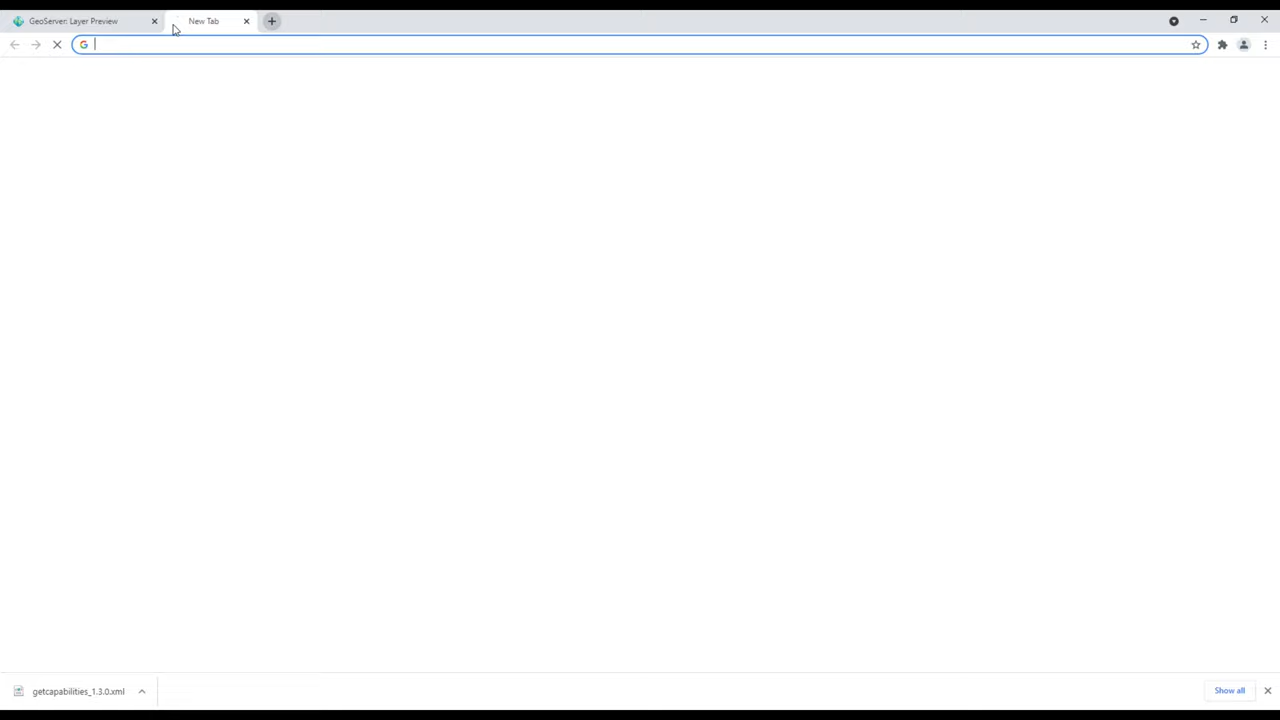 GeoServer: Layer Preview
New Tab
getcapabilities_1.3.0.xml
Show all